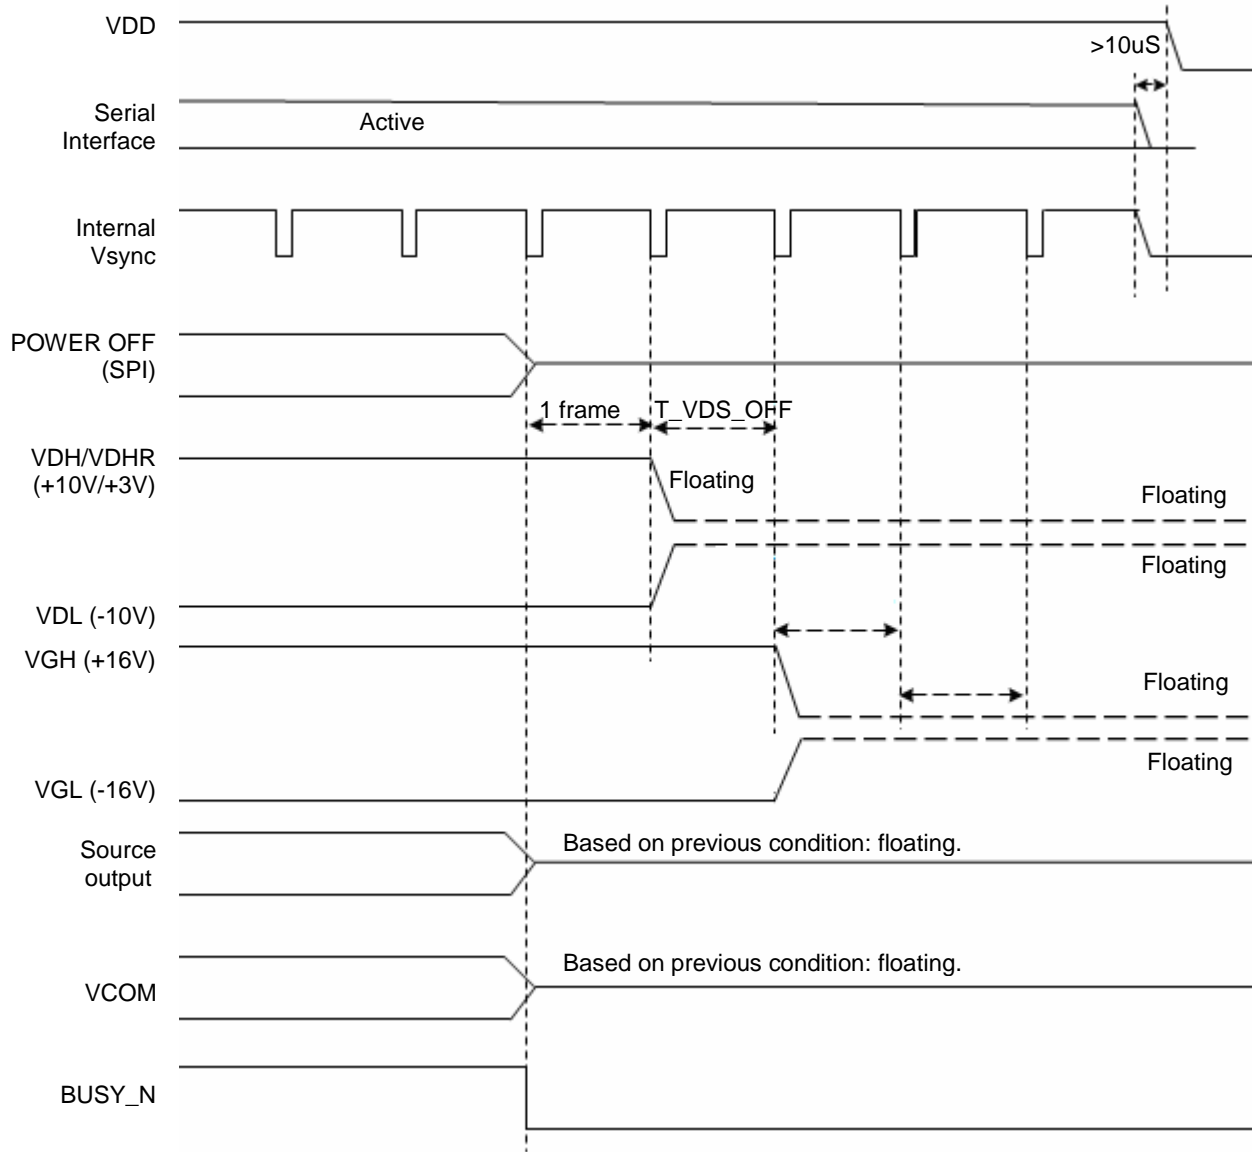 VDD
>10uS
Serial
Interface
Active
Internal
Vsync
POWER OFF
(SPI)
1 frame
T_VDS_OFF
VDH/VDHR
(+10V/+3V)
Floating
Floating
Floating
VDL (-10V)
VGH (+16V)
Floating
Floating
VGL (-16V)
Source
output
Based on previous condition: floating.
VCOM
Based on previous condition: floating.
BUSY_N